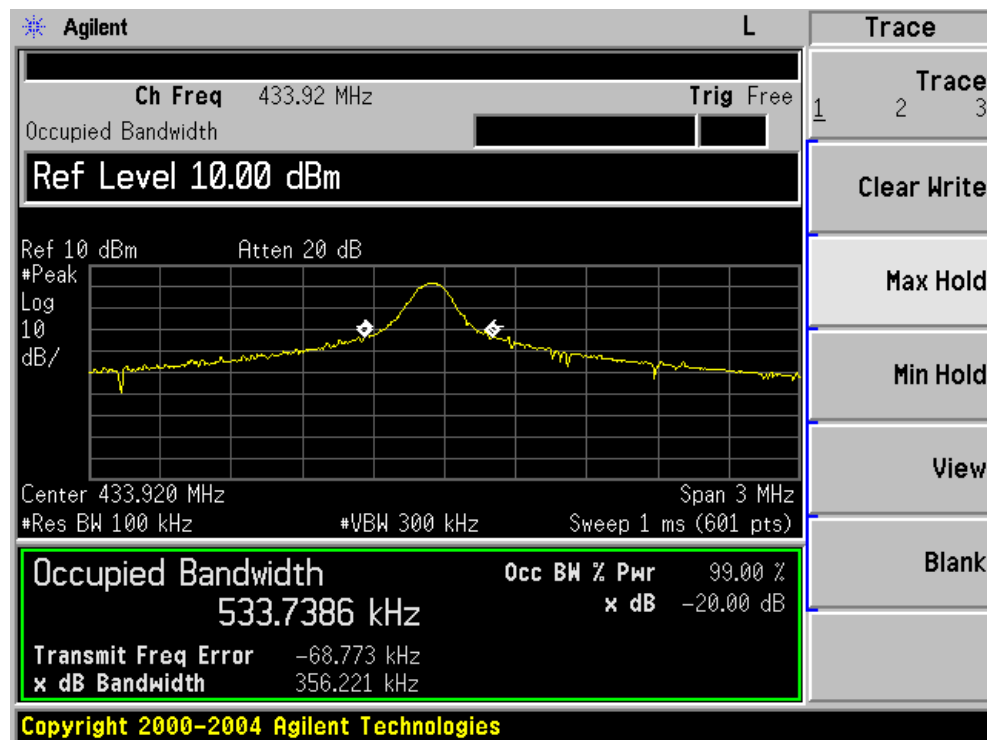 Agilent L Trace
Ch Freq 433.92 MHz Trig Free
Occupied Bandwidth
Trace
1 2 3
Ref Level 10.00 dBm
Clear Write
Ref 10 dBm Atten 20 dB
#Peak
Log
10
dB/
Max Hold
Min Hold
View
Center 433.920 MHz Span 3 MHz
#Res BW 100 kHz #VBW 300 kHz Sweep 1 ms (601 pts)
Blank
Occupied Bandwidth Occ BW % Pwr 99.00 %
533.7386 kHz x dB -20.00 dB
Transmit Freq Error -68.773 kHz
x dB Bandwidth 356.221 kHz
Copyright 2000-2004 Agilent Technologies